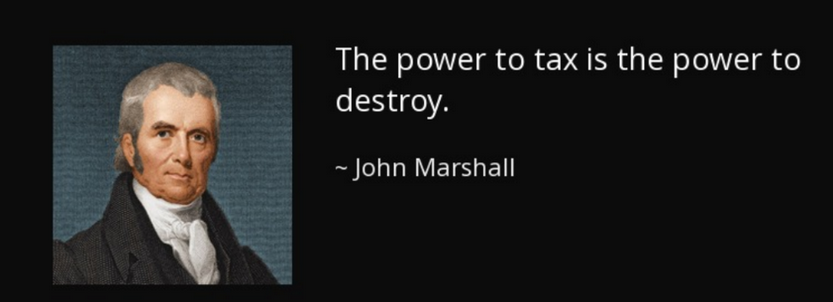 The power to tax is the power to
destroy.
~ John Marshall